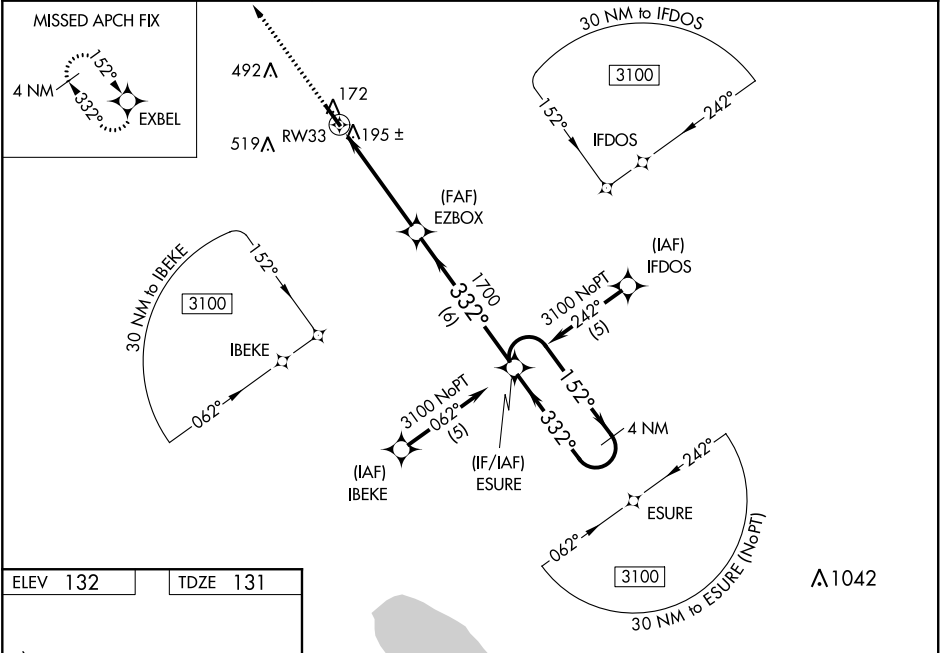 MISSED APCH FIX
152°
4 NM
332°
EXBEL
492
172
519
RW33
195 ±
30 NM to IFDOS
3100
152°
242°
IFDOS
(FAF)
EZBOX
(IAF)
IFDOS
30 NM to IBEKE
152°
3100
IBEKE
062°
1700
332°
(6)
3100 NoPT
242°
(5)
3100 NoPT
062°
(5)
152°
332°
4 NM
(IAF)
IBEKE
(IF/IAF)
ESURE
242°
ESURE
062°
3100
30 NM to ESURE (NoPT)
1042
ELEV 132
TDZE 131